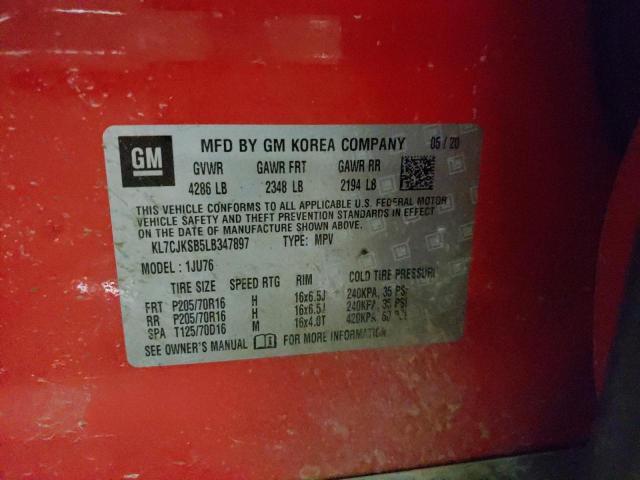 GM
MFD BY GM KOREA COMPANY 05/20
GVWR GAWR FRT GAWR RR
4286 LB 2348 LB 2194 LB
THIS VEHICLE CONFORMS TO ALL APPLICABLE U.S. FEDERAL MOTOR
VEHICLE SAFETY AND THEFT PREVENTION STANDARDS IN EFFECT
ON THE DATE OF MANUFACTURE SHOWN ABOVE.
KL7CJKSB5LB347897 TYPE: MPV
MODEL: 1JU76
TIRE SIZE SPEED RTG RIM COLD TIRE PRESSURE
FRT P205/70R16 H 16x6.5J 240KPA, 35 PSI
RR P205/70R16 H 16x6.5J 240KPA, 35 PSI
SPA T125/70D16 M 16x4.0T 420KPA, 60 PSI
SEE OWNER'S MANUAL FOR MORE INFORMATION.